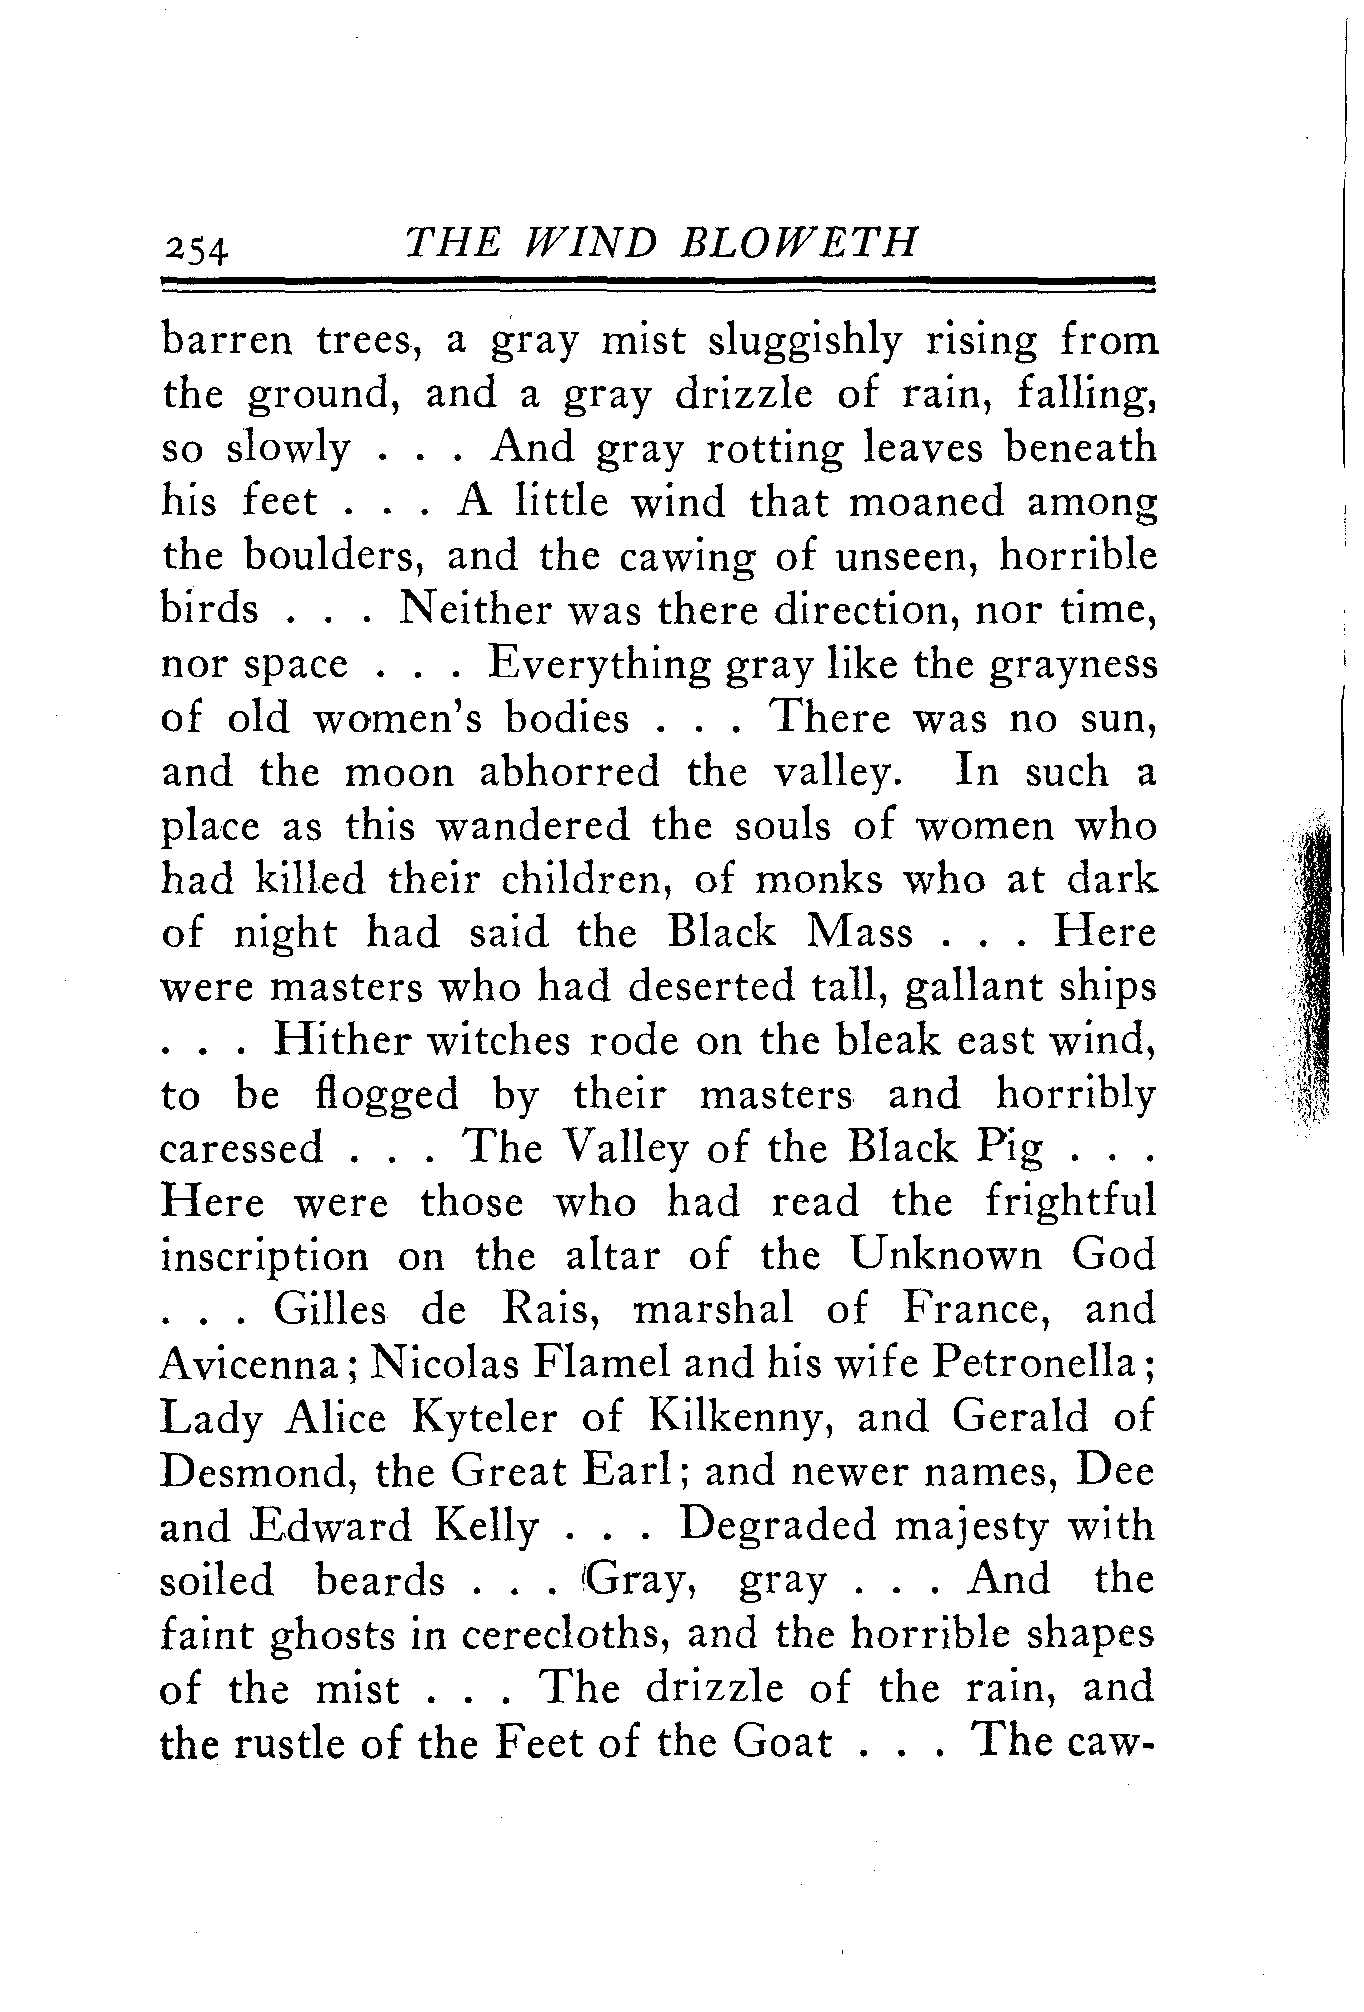 254 THE WIND BLOWETH
barren trees, a gray mist sluggishly rising from
the ground, and a gray drizzle of rain, falling,
so slowly . . . And gray rotting leaves beneath
his feet . . . A little wind that moaned among
the boulders, and the cawing of unseen, horrible
birds . . . Neither was there direction, nor time,
nor space . . . Everything gray like the grayness
of old women's bodies . . . There was no sun,
and the moon abhorred the valley. In such a
place as this wandered the souls of women who
had killed their children, of monks who at dark
of night had said the Black Mass . . . Here
were masters who had deserted tall, gallant ships
. . . Hither witches rode on the bleak east wind,
to be flogged by their masters and horribly
caressed . . . The Valley of the Black Pig . . .
Here were those who had read the frightful
inscription on the altar of the Unknown God
. . . Gilles de Rais, marshal of France, and
Avicenna; Nicolas Flamel and his wife Petronella;
Lady Alice Kyteler of Kilkenny, and Gerald of
Desmond, the Great Earl; and newer names, Dee
and Edward Kelly . . . Degraded majesty with
soiled beards . . . Gray, gray . . . And the
faint ghosts in cerecloths, and the horrible shapes
of the mist . . . The drizzle of the rain, and
the rustle of the Feet of the Goat . . . The caw-